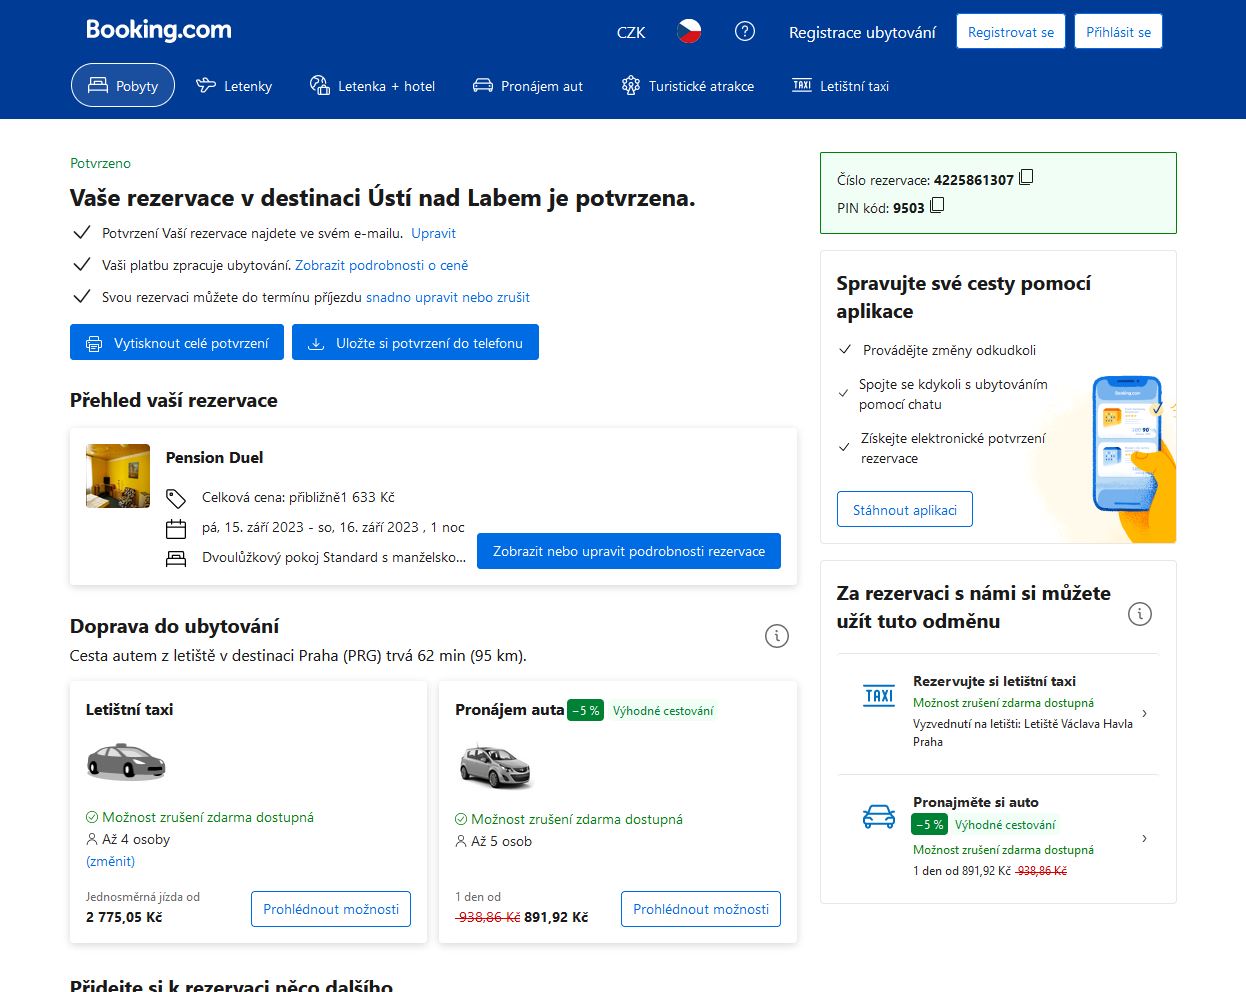 Booking.com
CZK
Registrace ubytování
Registrovat se
Přihlásit se
Pobyty
Letenky
Letenka + hotel
Pronájem aut
Turistické atrakce
TAXI
Letištní taxi
Potvrzeno
Vaše rezervace v destinaci Ústí nad Labem je potvrzena.
Potvrzení Vaší rezervace najdete ve svém e-mailu. Upravit
Vaši platbu zpracuje ubytování. Zobrazit podrobnosti o ceně
Svou rezervaci můžete do termínu příjezdu snadno upravit nebo zrušit
Vytisknout celé potvrzení
Uložte si potvrzení do telefonu
Přehled vaší rezervace
Pension Duel
Celková cena: přibližně1 633 Kč
pá, 15. září 2023 - so, 16. září 2023 , 1 noc
Dvoulůžkový pokoj Standard s manželsko...
Zobrazit nebo upravit podrobnosti rezervace
Doprava do ubytování
Cesta autem z letiště v destinaci Praha (PRG) trvá 62 min (95 km).
Letištní taxi
Možnost zrušení zdarma dostupná
Až 4 osoby
(změnit)
Jednosměrná jízda od
2 775,05 Kč
Prohlédnout možnosti
Pronájem auta −5 % Výhodné cestování
Možnost zrušení zdarma dostupná
Až 5 osob
1 den od
938,86 Kč 891,92 Kč
Prohlédnout možnosti
Přidejte si k rezervaci něco dalšího
Číslo rezervace: 4225861307
PIN kód: 9503
Spravujte své cesty pomocí
aplikace
Provádějte změny odkudkoli
Spojte se kdykoli s ubytováním
pomocí chatu
Získejte elektronické potvrzení
rezervace
Stáhnout aplikaci
Booking.com
Za rezervaci s námi si můžete
užít tuto odměnu
TAXI
Rezervujte si letištní taxi
Možnost zrušení zdarma dostupná
Vyzvednutí na letišti: Letiště Václava Havla
Praha
Pronajměte si auto
−5 % Výhodné cestování
Možnost zrušení zdarma dostupná
1 den od 891,92 Kč 938,86 Kč